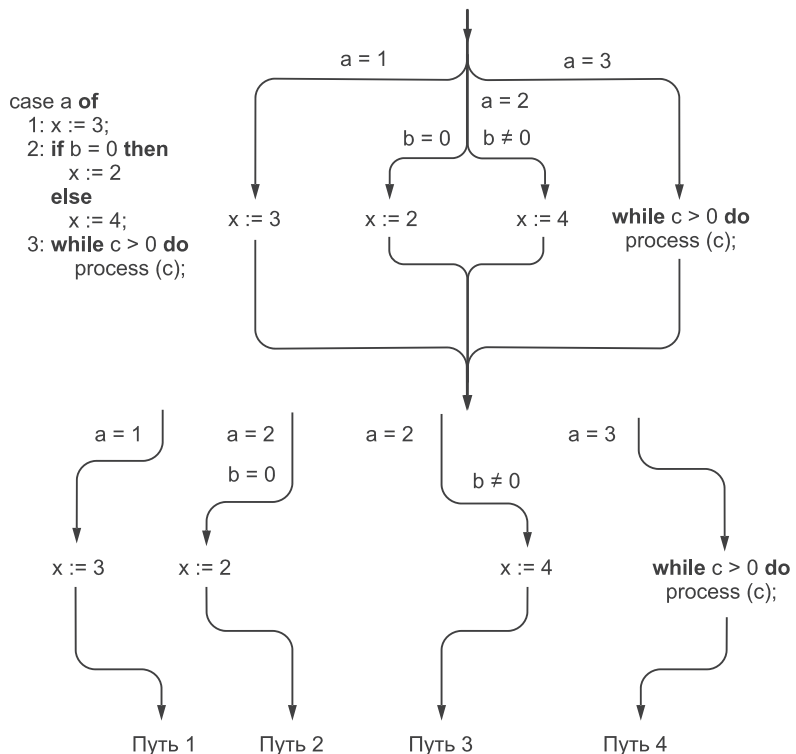 case a of
1: x := 3;
2: if b = 0 then
x := 2
else
x := 4;
3: while c > 0 do
process (c);
a = 1
a = 3
a = 2
b = 0
b ≠ 0
x := 3
x := 2
x := 4
while c > 0 do
process (c);
a = 1
a = 2
b = 0
a = 2
b ≠ 0
a = 3
x := 3
x := 2
x := 4
while c > 0 do
process (c);
Путь 1
Путь 2
Путь 3
Путь 4